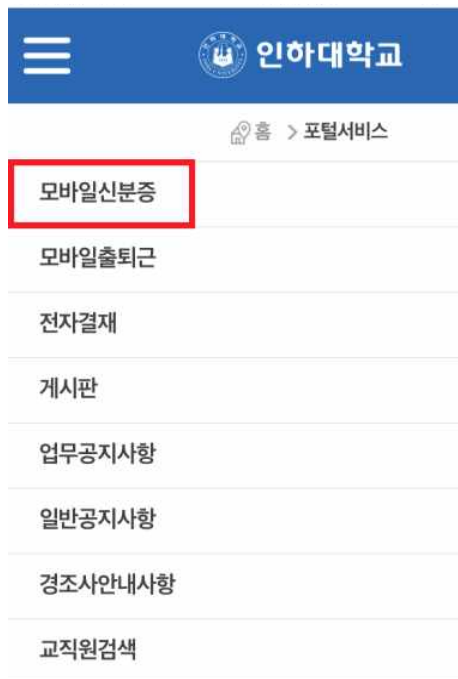 인하대학교
홈 > 포털서비스
모바일신분증
모바일출퇴근
전자결재
게시판
업무공지사항
일반공지사항
경조사안내사항
교직원검색